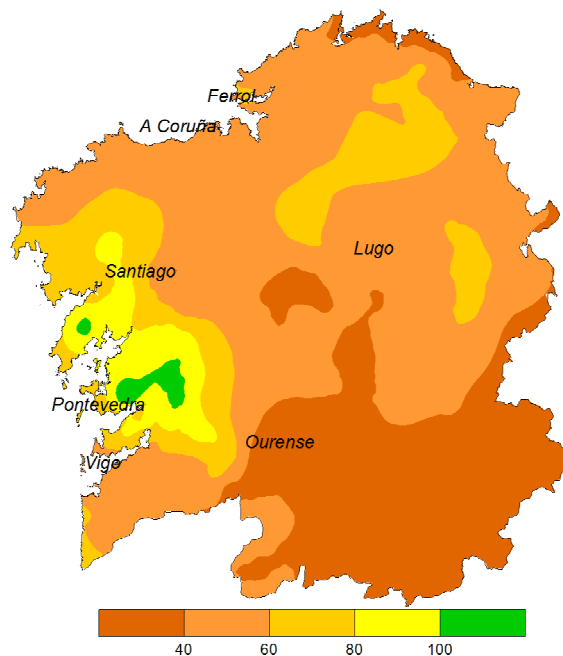 Ferrol
A Coruña
Lugo
Santiago
Pontevedra
Ourense
Vigo
40 60 80 100